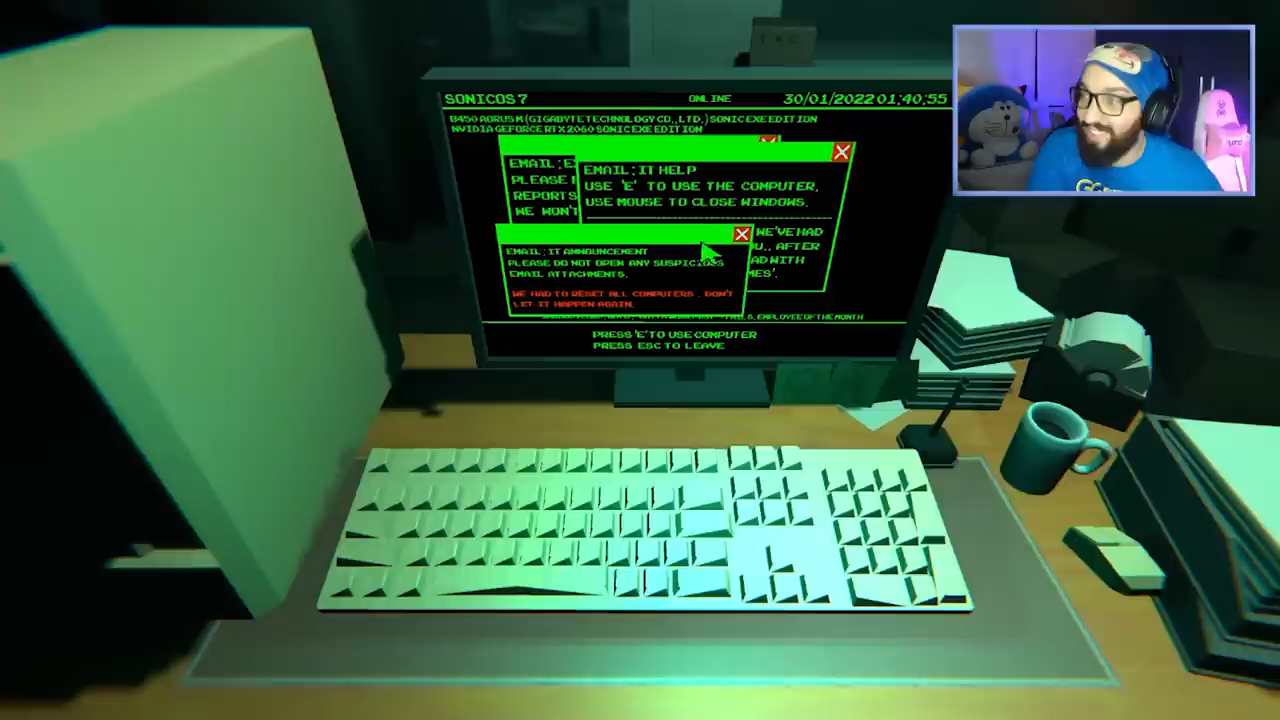 SONICOS 7 ONLINE 30/01/2022 01:40:55
B450 AORUS M (GIGABYTE TECHNOLOGY CO., LTD.) SONIC EXE EDITION
NVIDIA GEFORCE RTX 2060 SONIC EXE EDITION
EMAIL: E
PLEASE
REPORTS
WE WON'T
EMAIL: IT HELP
USE 'E' TO USE THE COMPUTER,
USE MOUSE TO CLOSE WINDOWS.
WE'VE HAD
U.. AFTER
AD WITH
MES'.
EMAIL: IT ANNOUNCEMENT
PLEASE DO NOT OPEN ANY SUSPICIOUS
EMAIL ATTACHMENTS.
WE HAD TO RESET ALL COMPUTERS. DON'T
LET IT HAPPEN AGAIN.
EMPLOYEE OF THE MONTH
PRESS 'E' TO USE COMPUTER
PRESS ESC TO LEAVE